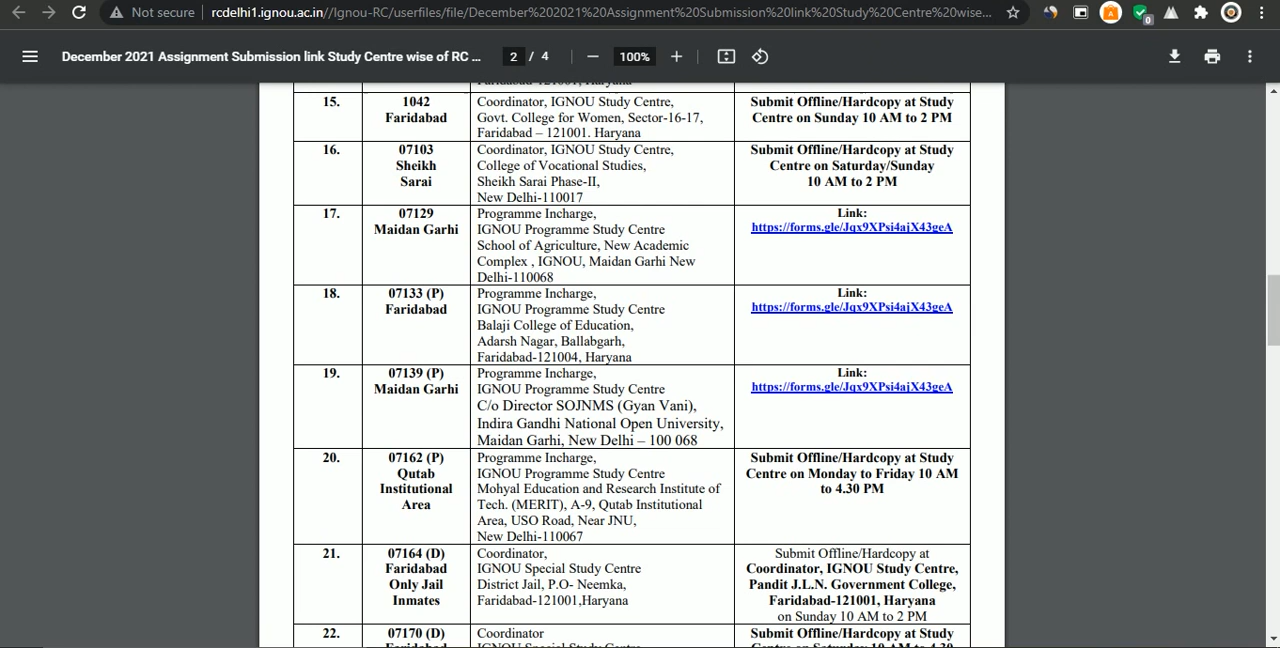 Not secure
rcdelhi1.ignou.ac.in//Ignou-RC/userfiles/file/December%202021%20Assignment%20Submission%20link%20Study%20Centre%20wise...
0
December 2021 Assignment Submission link Study Centre wise of RC ...
2 / 4
100%
15.
1042
Faridabad
Coordinator, IGNOU Study Centre,
Govt. College for Women, Sector-16-17,
Faridabad – 121001. Haryana
Submit Offline/Hardcopy at Study
Centre on Sunday 10 AM to 2 PM
16.
07103
Sheikh
Sarai
Coordinator, IGNOU Study Centre,
College of Vocational Studies,
Sheikh Sarai Phase-II,
New Delhi-110017
Submit Offline/Hardcopy at Study
Centre on Saturday/Sunday
10 AM to 2 PM
17.
07129
Maidan Garhi
Programme Incharge,
IGNOU Programme Study Centre
School of Agriculture, New Academic
Complex , IGNOU, Maidan Garhi New
Delhi-110068
Link:
https://forms.gle/Jqx9XPsi4ajX43geA
18.
07133 (P)
Faridabad
Programme Incharge,
IGNOU Programme Study Centre
Balaji College of Education,
Adarsh Nagar, Ballabgarh,
Faridabad-121004, Haryana
Link:
https://forms.gle/Jqx9XPsi4ajX43geA
19.
07139 (P)
Maidan Garhi
Programme Incharge,
IGNOU Programme Study Centre
C/o Director SOJNMS (Gyan Vani),
Indira Gandhi National Open University,
Maidan Garhi, New Delhi – 100 068
Link:
https://forms.gle/Jqx9XPsi4ajX43geA
20.
07162 (P)
Qutab
Institutional
Area
Programme Incharge,
IGNOU Programme Study Centre
Mohyal Education and Research Institute of
Tech. (MERIT), A-9, Qutab Institutional
Area, USO Road, Near JNU,
New Delhi-110067
Submit Offline/Hardcopy at Study
Centre on Monday to Friday 10 AM
to 4.30 PM
21.
07164 (D)
Faridabad
Only Jail
Inmates
Coordinator,
IGNOU Special Study Centre
District Jail, P.O- Neemka,
Faridabad-121001,Haryana
Submit Offline/Hardcopy at
Coordinator, IGNOU Study Centre,
Pandit J.L.N. Government College,
Faridabad-121001, Haryana
on Sunday 10 AM to 2 PM
22.
07170 (D)
Coordinator
Submit Offline/Hardcopy at Study